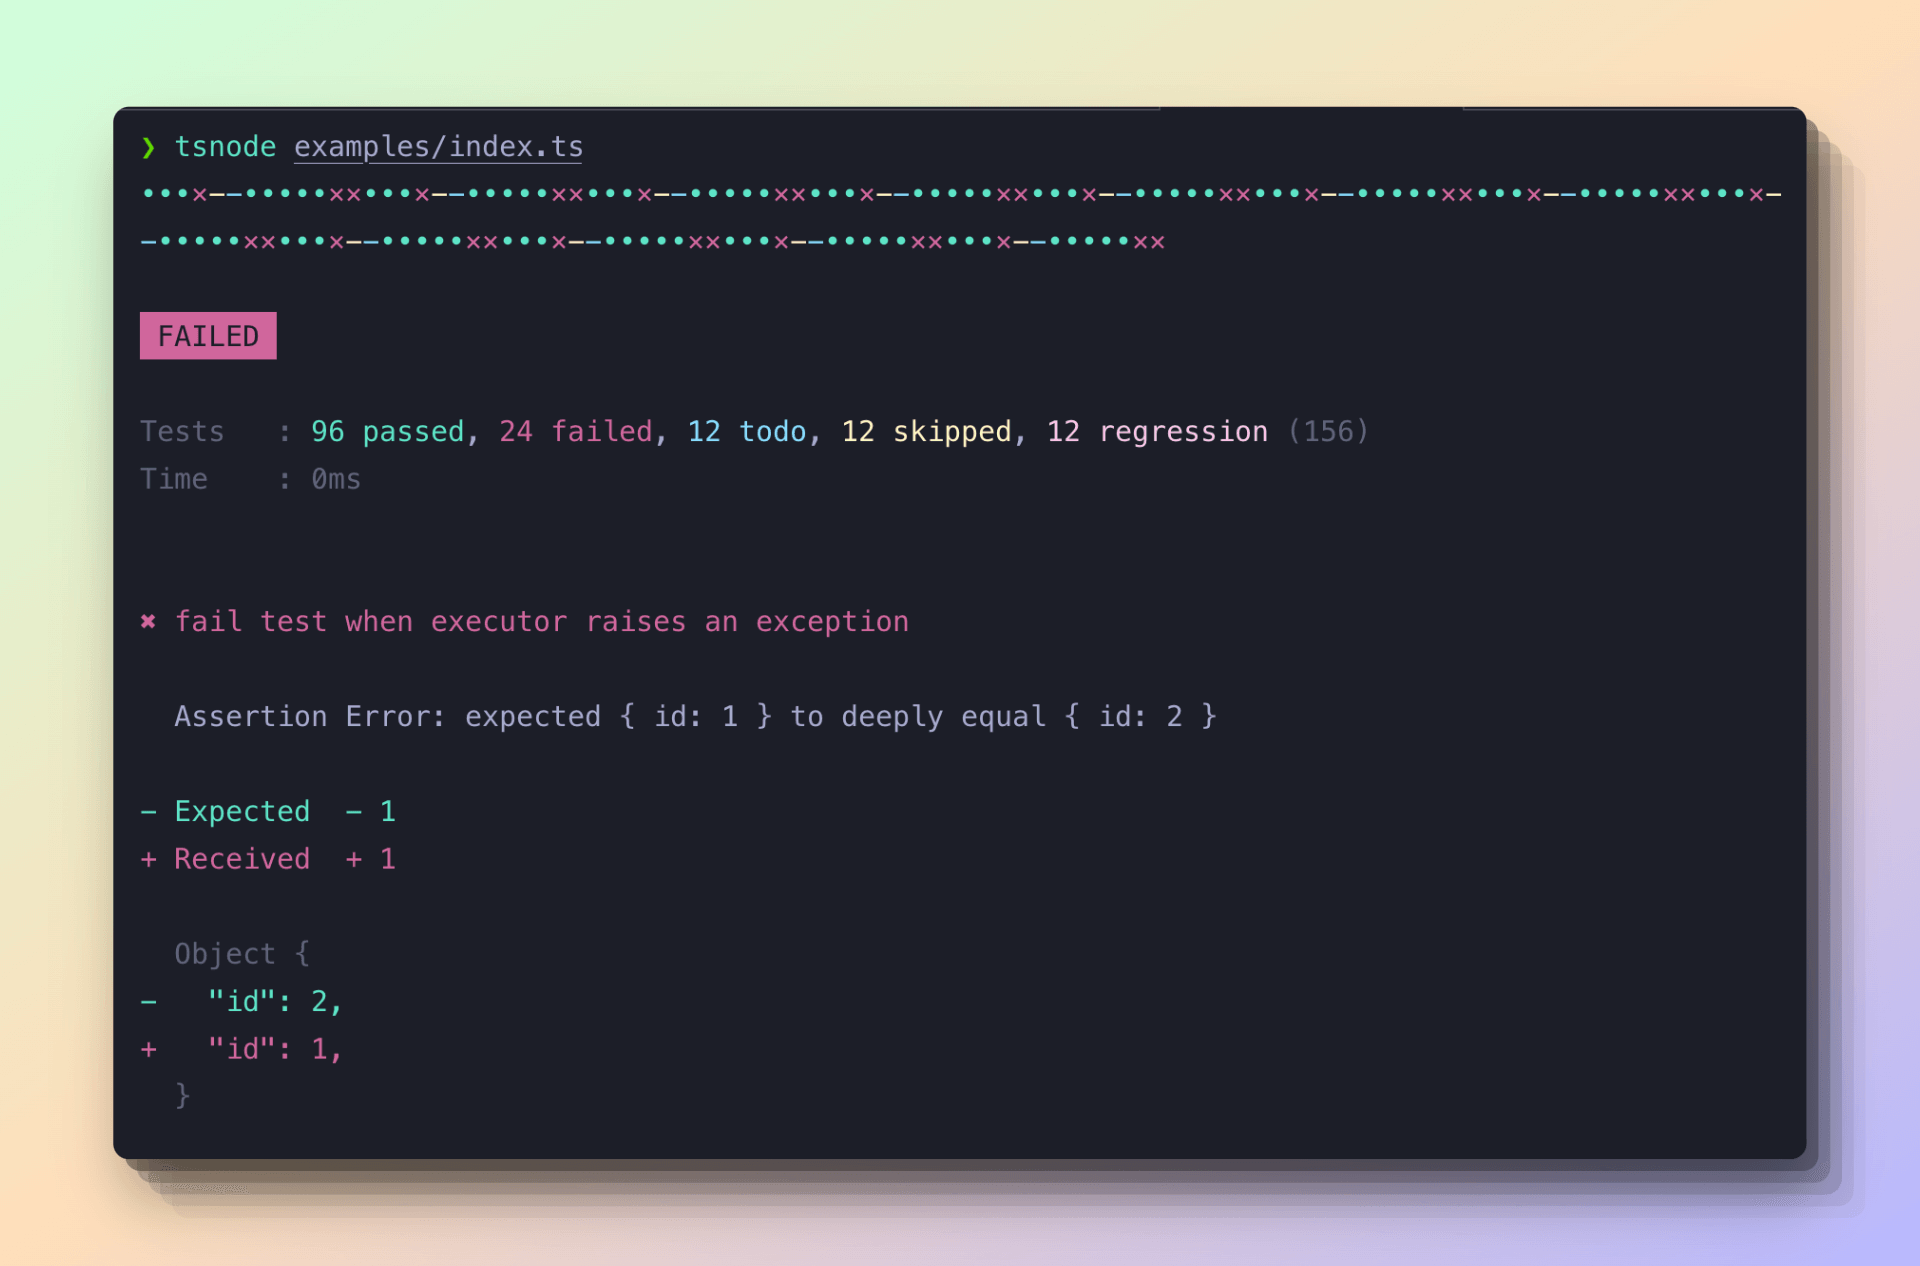 ❯ tsnode examples/index.ts
•••×--•••••×ו••×--•••••×ו••×--•••••×ו••×--•••••×ו••×--•••••×ו••×--•••••×ו••×--•••••×ו••×-
-•••••×ו••×--•••••×ו••×--•••••×ו••×--•••••×ו••×--•••••××
FAILED
Tests : 96 passed, 24 failed, 12 todo, 12 skipped, 12 regression (156)
Time : 0ms
✖ fail test when executor raises an exception
Assertion Error: expected { id: 1 } to deeply equal { id: 2 }
- Expected - 1
+ Received + 1
Object {
- "id": 2,
+ "id": 1,
}